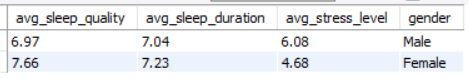 avg_sleep_quality avg_sleep_duration avg_stress_level gender
6.97 7.04 6.08 Male
7.66 7.23 4.68 Female